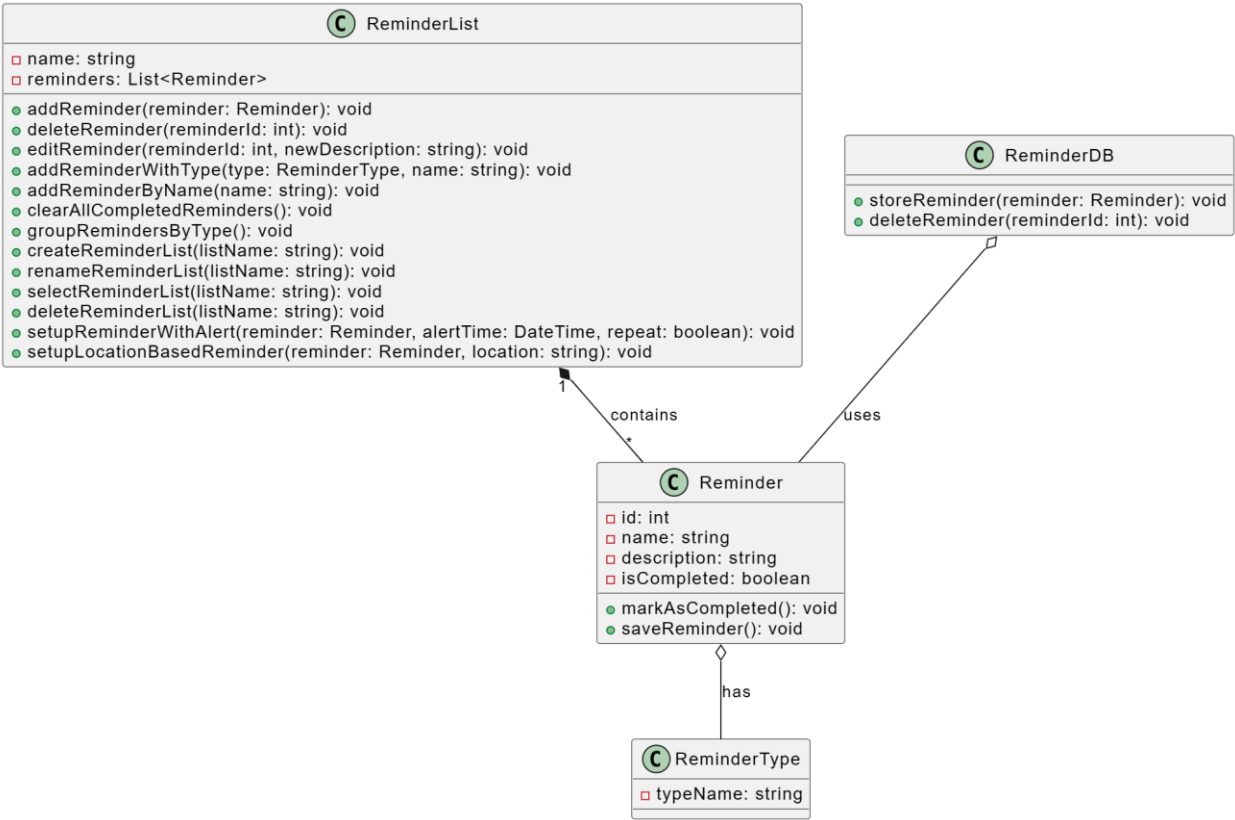 C ReminderList
name: string
reminders: List<Reminder>
addReminder(reminder: Reminder): void
deleteReminder(reminderId: int): void
editReminder(reminderId: int, newDescription: string): void
addReminderWithType(type: ReminderType, name: string): void
addReminderByName(name: string): void
clearAllCompletedReminders(): void
groupRemindersByType(): void
createReminderList(listName: string): void
renameReminderList(listName: string): void
selectReminderList(listName: string): void
deleteReminderList(listName: string): void
setupReminderWithAlert(reminder: Reminder, alertTime: DateTime, repeat: boolean): void
setupLocationBasedReminder(reminder: Reminder, location: string): void
C ReminderDB
storeReminder(reminder: Reminder): void
deleteReminder(reminderId: int): void
1
contains
*
uses
C Reminder
id: int
name: string
description: string
isCompleted: boolean
markAsCompleted(): void
saveReminder(): void
has
C ReminderType
typeName: string